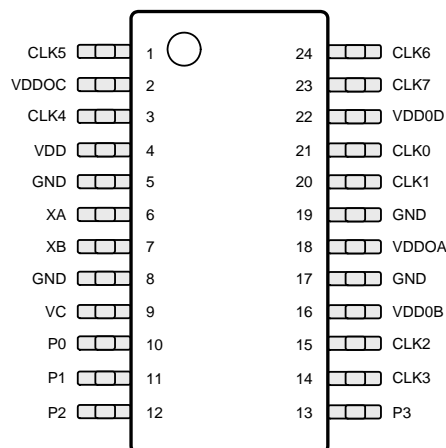 CLK5 1 24 CLK6
VDDOC 2 23 CLK7
CLK4 3 22 VDD0D
VDD 4 21 CLK0
GND 5 20 CLK1
XA 6 19 GND
XB 7 18 VDDOA
GND 8 17 GND
VC 9 16 VDD0B
P0 10 15 CLK2
P1 11 14 CLK3
P2 12 13 P3